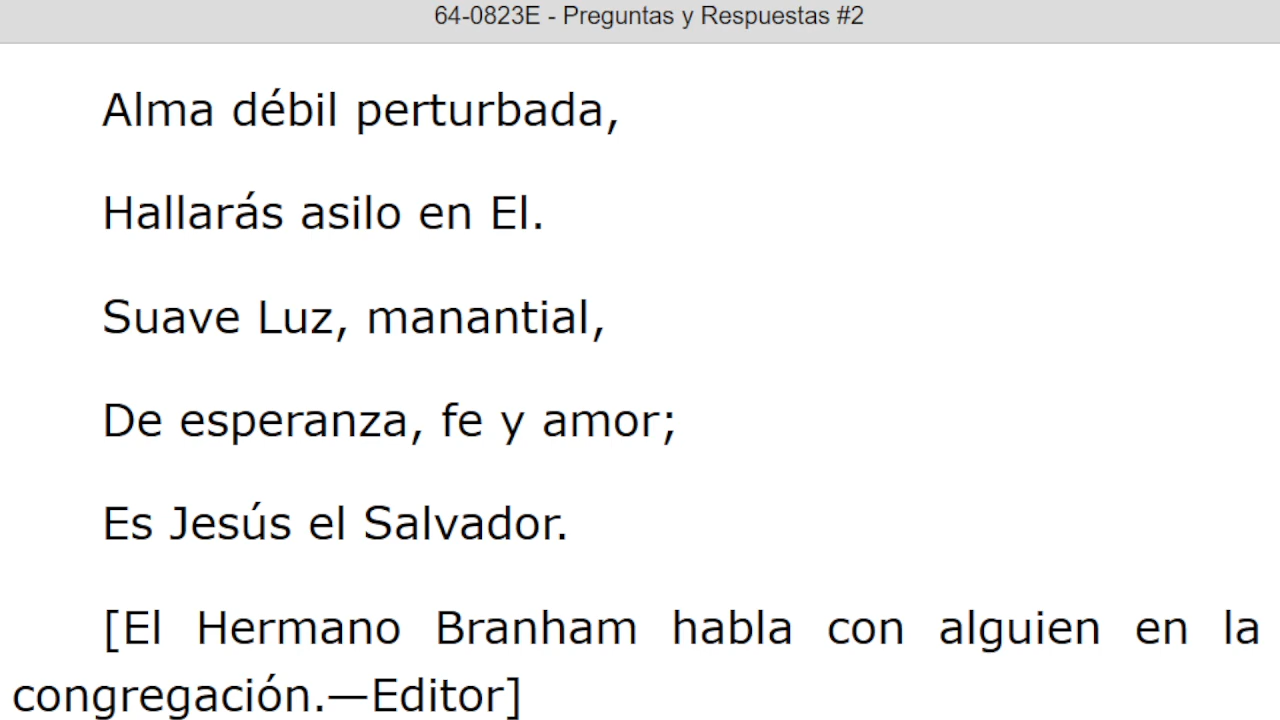 64-0823E - Preguntas y Respuestas #2
Alma débil perturbada,
Hallarás asilo en El.
Suave Luz, manantial,
De esperanza, fe y amor;
Es Jesús el Salvador.
[El Hermano Branham habla con alguien en la
congregación.—Editor]